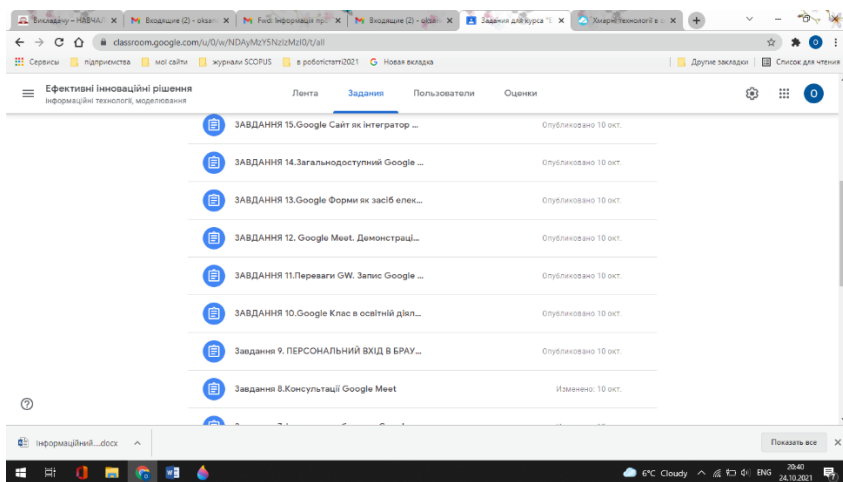 Викладачу – НАВЧАЛ
Входящие (2) – oksan
Fwd: Інформація про
Входящие (2) – oksan
Задания для курса "Е
Хмарні технології в о
classroom.google.com/u/0/w/NDAyMzY5NzIzMzI0/t/all
Сервисы
підприємства
мої сайти
журнали SCOPUS
в роботістатті2021
Новая вкладка
Другие закладки
Список для чтения
Ефективні інноваційні рішення
Інформаційні технології, моделювання
Лента
Задания
Пользователи
Оценки
О
ЗАВДАННЯ 15.Google Сайт як інтегратор ...
Опубликовано 10 окт.
ЗАВДАННЯ 14.Загальнодоступний Google ...
Опубликовано 10 окт.
ЗАВДАННЯ 13.Google Форми як засіб елек...
Опубликовано 10 окт.
ЗАВДАННЯ 12. Google Meet. Демонстраці...
Опубликовано 10 окт.
ЗАВДАННЯ 11.Переваги GW. Запис Google ...
Опубликовано 10 окт.
ЗАВДАННЯ 10.Google Клас в освітній діял...
Опубликовано 10 окт.
Завдання 9. ПЕРСОНАЛЬНИЙ ВХІД В БРАУ...
Опубликовано 10 окт.
Завдання 8.Консультації Google Meet
Изменено: 10 окт.
Інформаційний....docx
Показать все
6°C Cloudy
ENG
20:40
24.10.2021